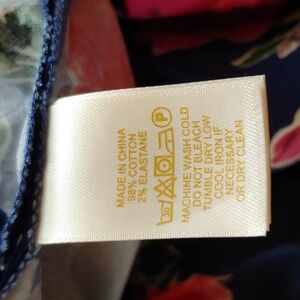 MADE IN CHINA
98% COTTON
2% ELASTANE
P
MACHINE WASH COLD
DO NOT BLEACH
TUMBLE DRY LOW
COOL IRON IF
NECESSARY
OR DRY CLEAN